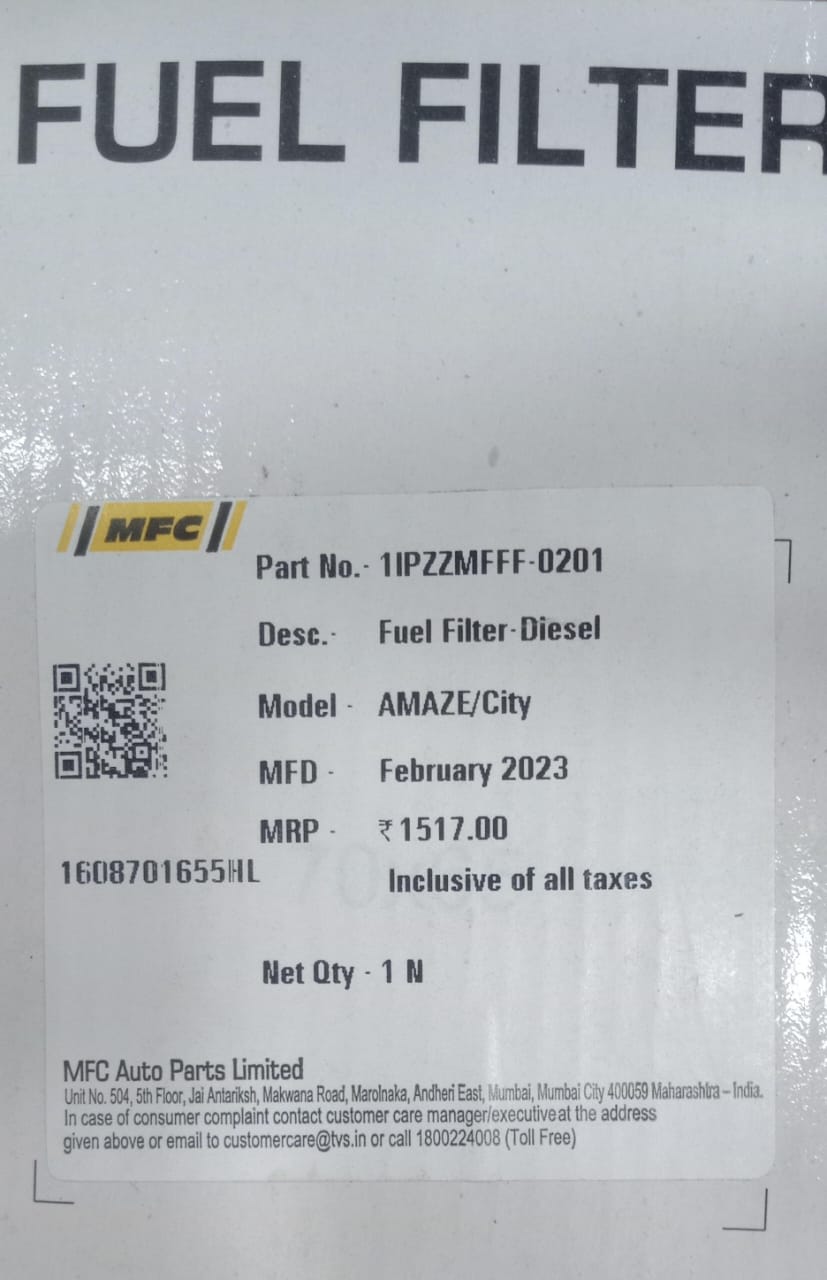 FUEL FILTER
MFC
Part No.- 1IPZZMFFF-0201
Desc.- Fuel Filter-Diesel
Model - AMAZE/City
MFD - February 2023
MRP - ₹1517.00
1608701655HL
Inclusive of all taxes
Net Qty - 1 N
MFC Auto Parts Limited
Unit No. 504, 5th Floor, Jai Antariksh, Makwana Road, Marolnaka, Andheri East, Mumbai, Mumbai City 400059 Maharashtra – India.
In case of consumer complaint contact customer care manager/executive at the address
given above or email to customercare@tvs.in or call 1800224008 (Toll Free)